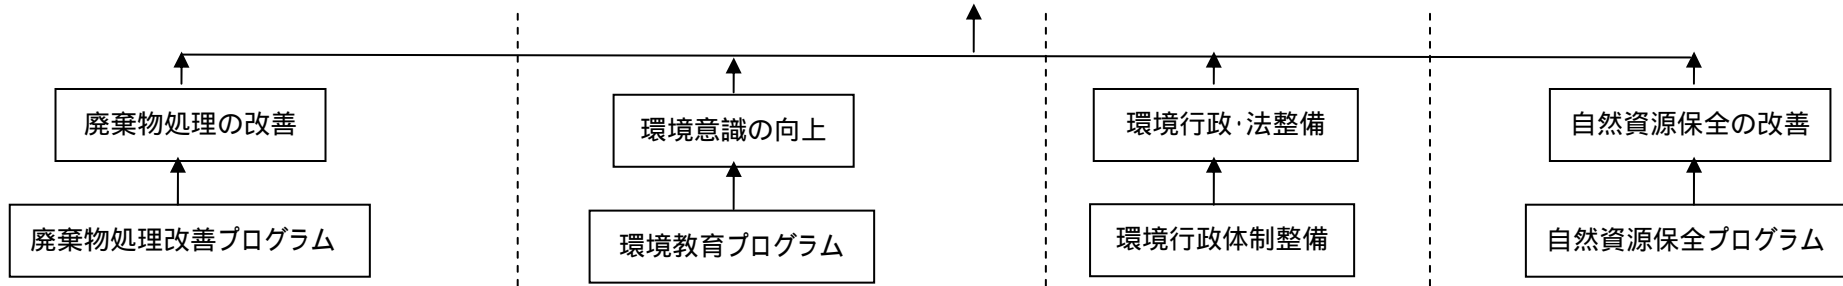 廃棄物処理の改善
環境意識の向上
環境行政・法整備
自然資源保全の改善
廃棄物処理改善プログラム
環境教育プログラム
環境行政体制整備
自然資源保全プログラム